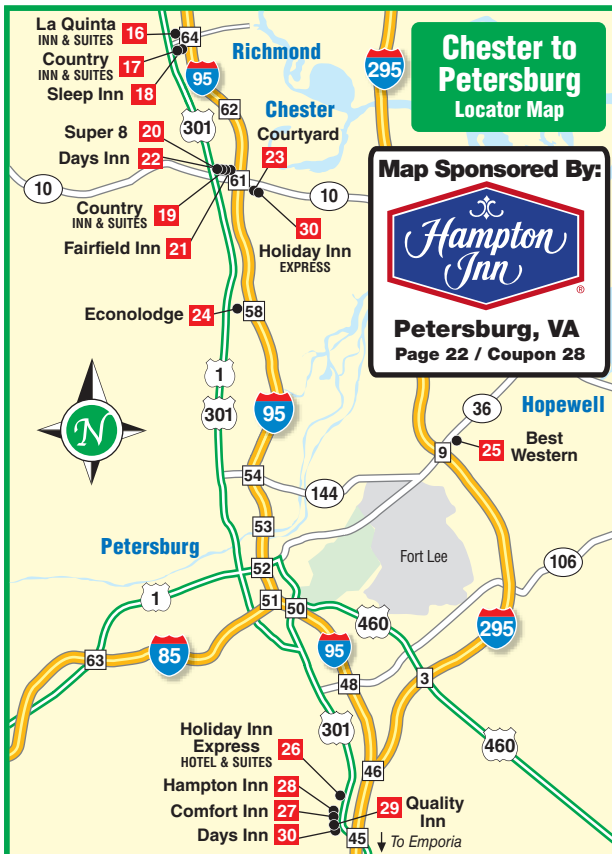 Chester to
Petersburg
Locator Map
Map Sponsored By:
Hampton
Inn
®
Petersburg, VA
Page 22 / Coupon 28
La Quinta 16
INN & SUITES
Country 17
INN & SUITES
Sleep Inn 18
64
95
Richmond
295
62
301
Chester
Super 8 20
Courtyard
23
Days Inn 22
10
61
10
Country 19
INN & SUITES
Fairfield Inn 21
30
Holiday Inn
EXPRESS
Econolodge 24
58
1
301
95
N
36
Hopewell
9
25 Best
Western
54
144
53
Petersburg
52
Fort Lee
106
1
51
50
460
295
63
85
95
48
3
301
460
Holiday Inn
Express 26
HOTEL & SUITES
46
Hampton Inn 28
Comfort Inn 27
29 Quality
Inn
Days Inn 30
45
To Emporia